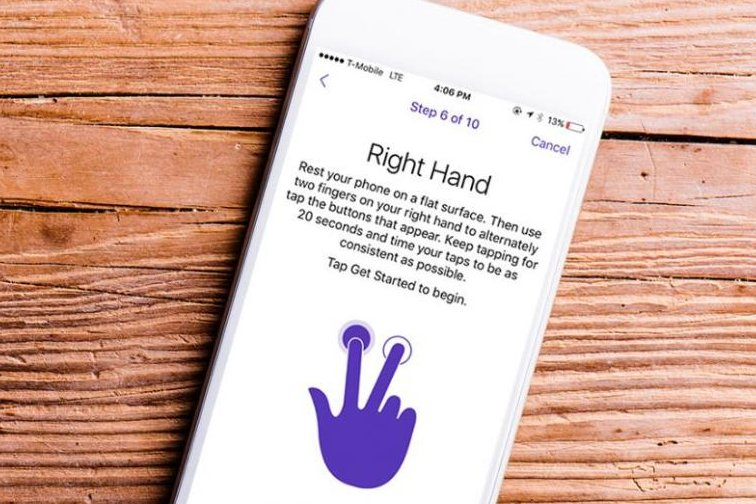 T-Mobile LTE 4:06 PM 13%
Step 6 of 10
Cancel
Right Hand
Rest your phone on a flat surface. Then use
two fingers on your right hand to alternately
tap the buttons that appear. Keep tapping for
20 seconds and time your taps to be as
consistent as possible.
Tap Get Started to begin.